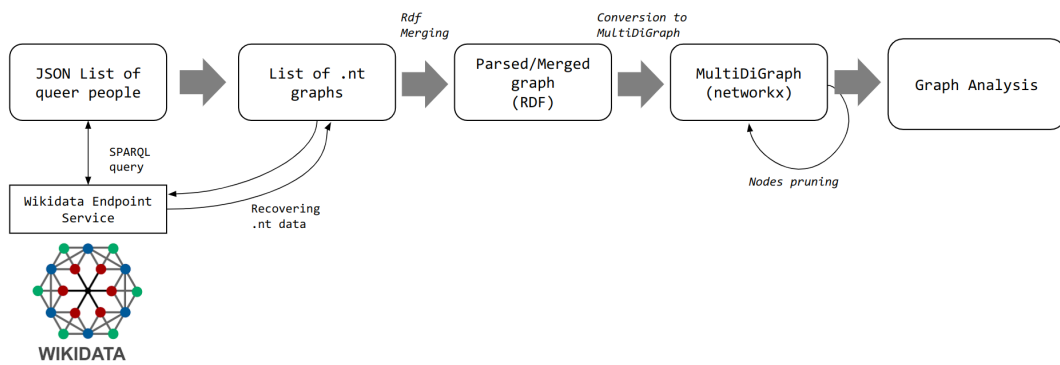 Rdf
Merging
Conversion to
MultiDiGraph
JSON List of
queer people
List of .nt
graphs
Parsed/Merged
graph
(RDF)
MultiDiGraph
(networkx)
Graph Analysis
SPARQL
query
Nodes pruning
Wikidata Endpoint
Service
Recovering
.nt data
WIKIDATA